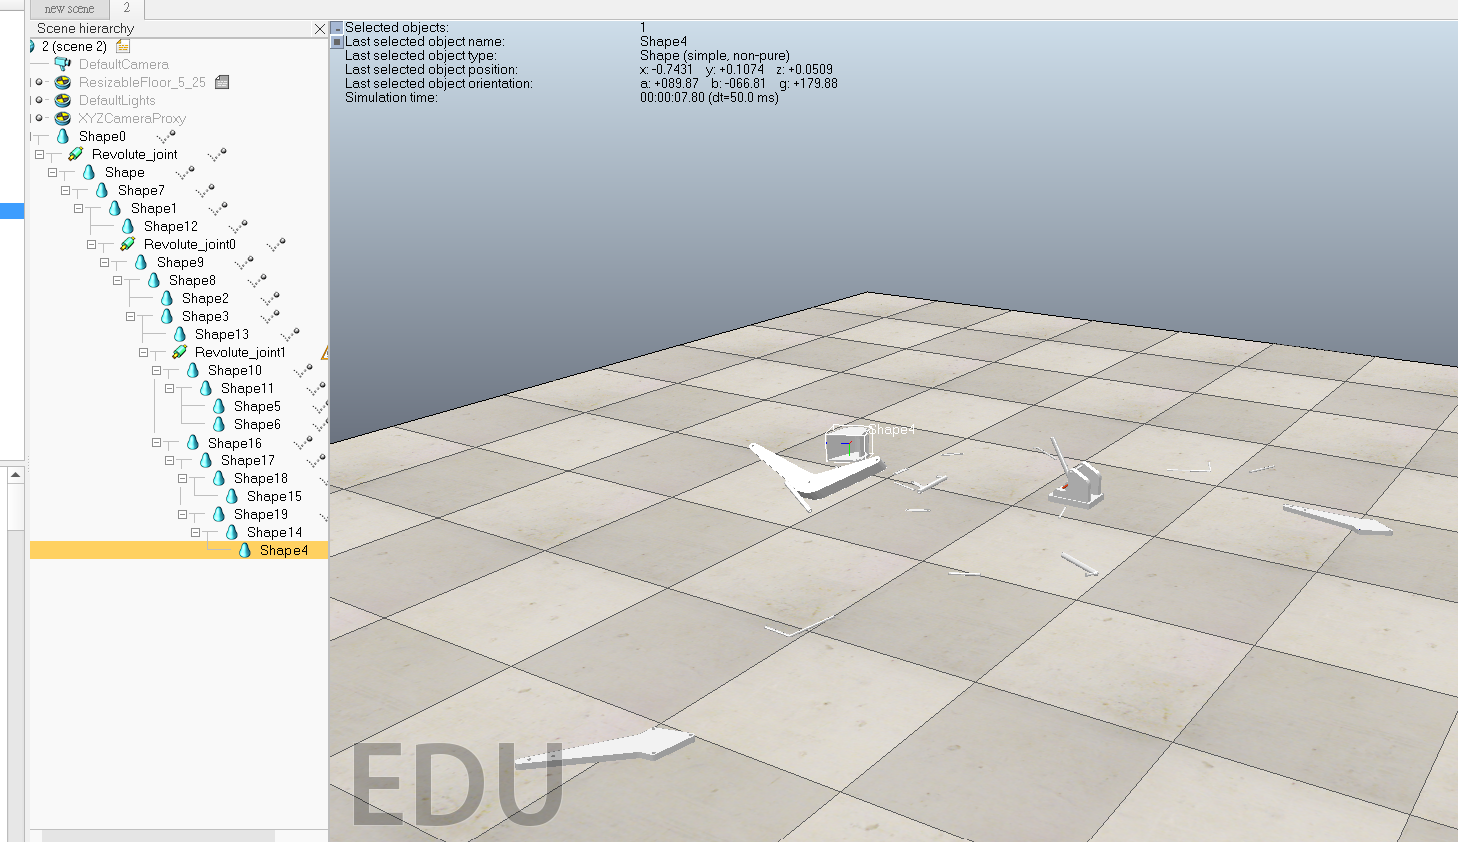 new scene
2
Scene hierarchy
2 (scene 2)
DefaultCamera
ResizableFloor_5_25
DefaultLights
XYZCameraProxy
Shape0
Revolute_joint
Shape
Shape7
Shape1
Shape12
Revolute_joint0
Shape9
Shape8
Shape2
Shape3
Shape13
Revolute_joint1
Shape10
Shape11
Shape5
Shape6
Shape16
Shape17
Shape18
Shape15
Shape19
Shape14
Shape4
Selected objects: 1
Last selected object name: Shape4
Last selected object type: Shape (simple, non-pure)
Last selected object position: x: -0.7431 y: +0.1074 z: +0.0509
Last selected object orientation: a: +089.87 b: -066.81 g: +179.88
Simulation time: 00:00:07.80 (dt=50.0 ms)
Shape4
EDU